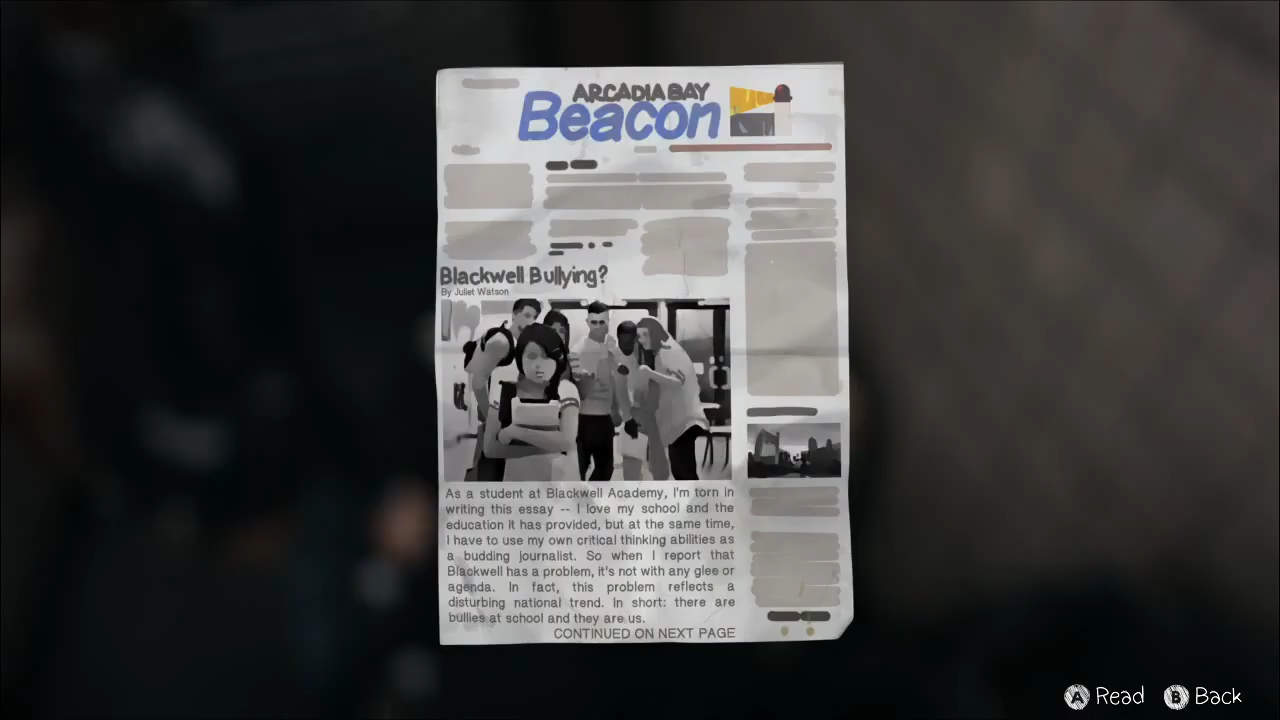 ARCADIA BAY
Beacon
Blackwell Bullying?
By Juliet Watson
As a student at Blackwell Academy, I'm torn in
writing this essay -- I love my school and the
education it has provided, but at the same time,
I have to use my own critical thinking abilities as
a budding journalist. So when I report that
Blackwell has a problem, it's not with any glee or
agenda. In fact, this problem reflects a
disturbing national trend. In short: there are
bullies at school and they are us.
CONTINUED ON NEXT PAGE
A Read B Back